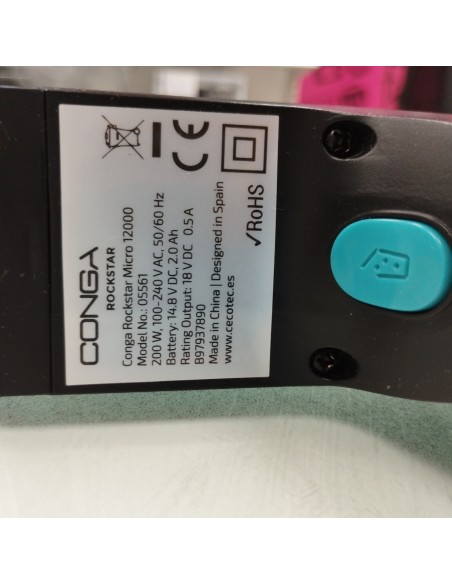 CONGA
ROCKSTAR
Conga Rockstar Micro 12000
Model No.: 05561
200 W, 100-240 V AC, 50/60 Hz
Battery: 14.8 V DC, 2.0 Ah
Rating Output: 18 V DC 0.5 A
B97937890
Made in China | Designed in Spain
www.cecotec.es
CE
✓RoHS